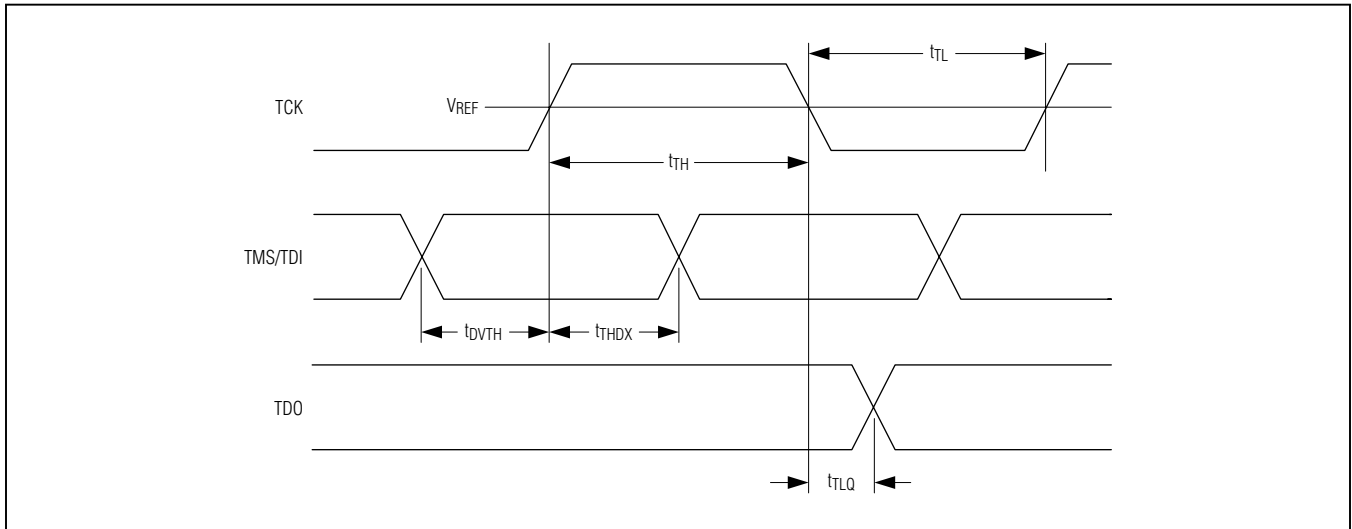 tTL
TCK
VREF
tTH
TMS/TDI
tDVTH
tTHDX
TDO
tTLQ